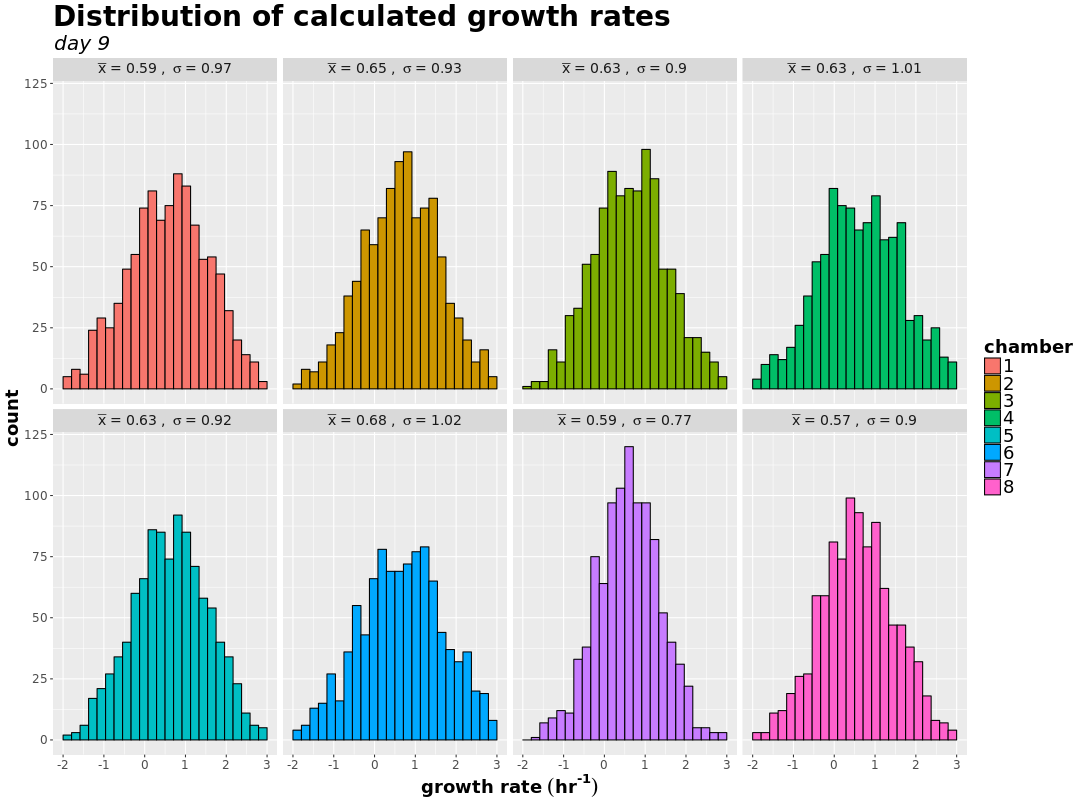 Distribution of calculated growth rates
day 9
x̅ = 0.59 , σ = 0.97
x̅ = 0.65 , σ = 0.93
x̅ = 0.63 , σ = 0.9
x̅ = 0.63 , σ = 1.01
125
100
75
50
25
0
x̅ = 0.63 , σ = 0.92
x̅ = 0.68 , σ = 1.02
x̅ = 0.59 , σ = 0.77
x̅ = 0.57 , σ = 0.9
125
100
75
50
25
0
count
-2 -1 0 1 2 3
-2 -1 0 1 2 3
-2 -1 0 1 2 3
-2 -1 0 1 2 3
growth rate (hr⁻¹)
chamber
1
2
3
4
5
6
7
8